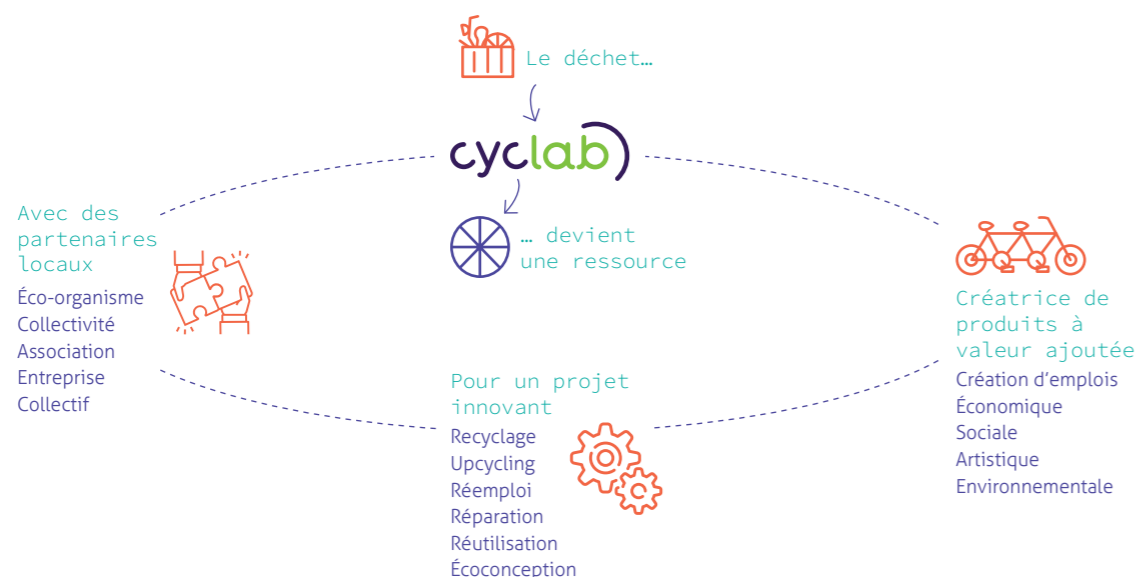 Le déchet…
cyclab
… devient
une ressource
Avec des
partenaires
locaux
Éco-organisme
Collectivité
Association
Entreprise
Collectif
Pour un projet
innovant
Recyclage
Upcycling
Réemploi
Réparation
Réutilisation
Écoconception
Créatrice de
produits à
valeur ajoutée
Création d’emplois
Économique
Sociale
Artistique
Environnementale